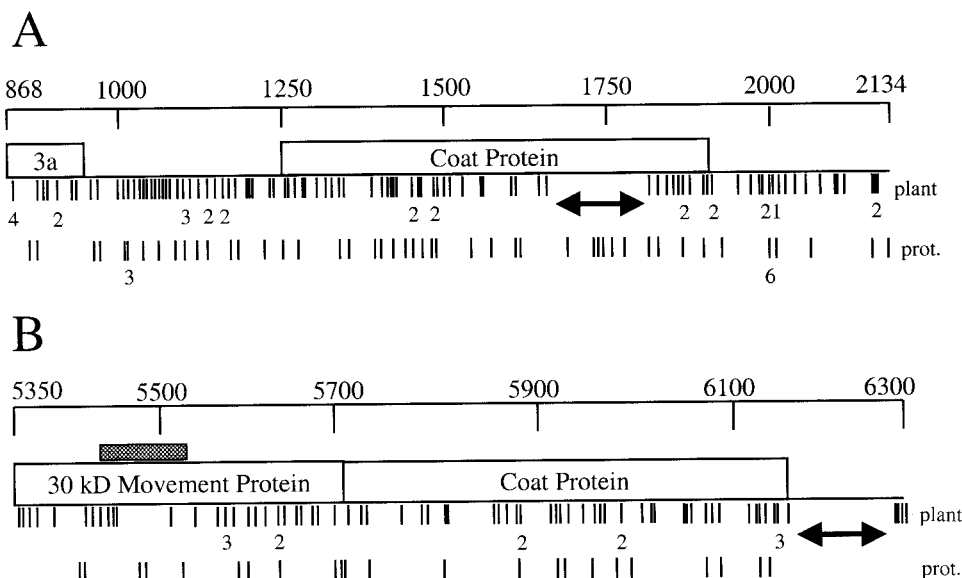 A
868 1000 1250 1500 1750 2000 2134
3a Coat Protein
plant
4 2 3 2 2 2 2 2 2 21 2
prot.
3 6
B
5350 5500 5700 5900 6100 6300
30 kD Movement Protein Coat Protein
plant
3 2 2 2 3
prot.